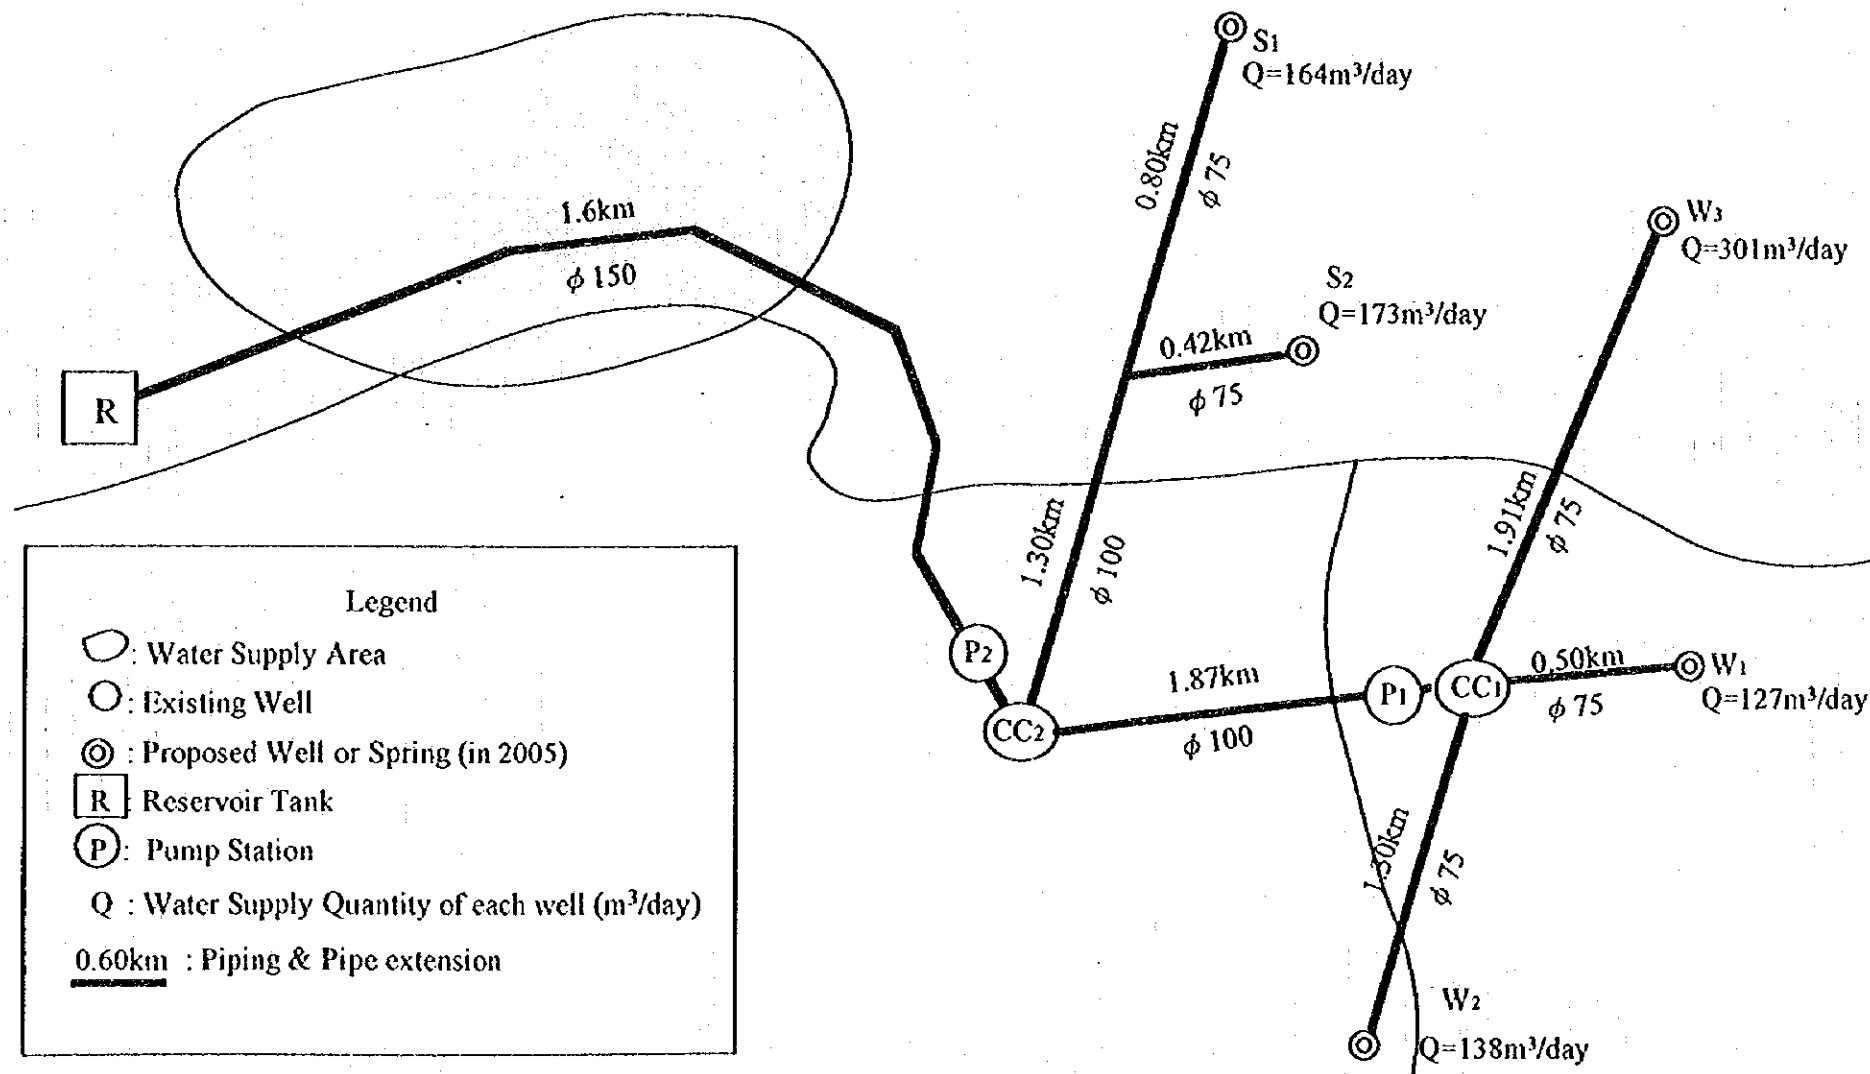 S1
Q=164m³/day
0.80km
φ 75
W3
Q=301m³/day
1.6km
φ 150
S2
Q=173m³/day
0.42km
φ 75
R
1.30km
φ 100
1.91km
φ 75
P2
CC2
1.87km
φ 100
P1
CC1
0.50km
φ 75
W1
Q=127m³/day
1.30km
φ 75
W2
Q=138m³/day
Legend
: Water Supply Area
: Existing Well
: Proposed Well or Spring (in 2005)
R : Reservoir Tank
P : Pump Station
Q : Water Supply Quantity of each well (m³/day)
0.60km : Piping & Pipe extension